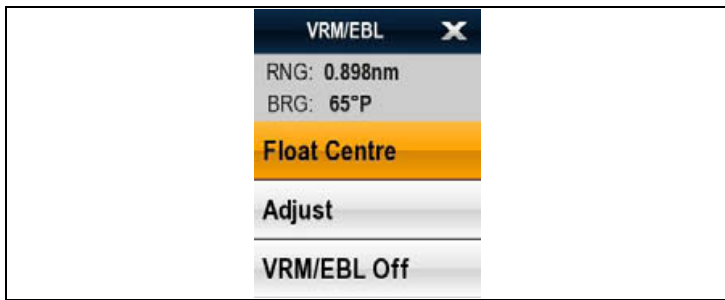 VRM/EBL
RNG: 0.898nm
BRG: 65°P
Float Centre
Adjust
VRM/EBL Off